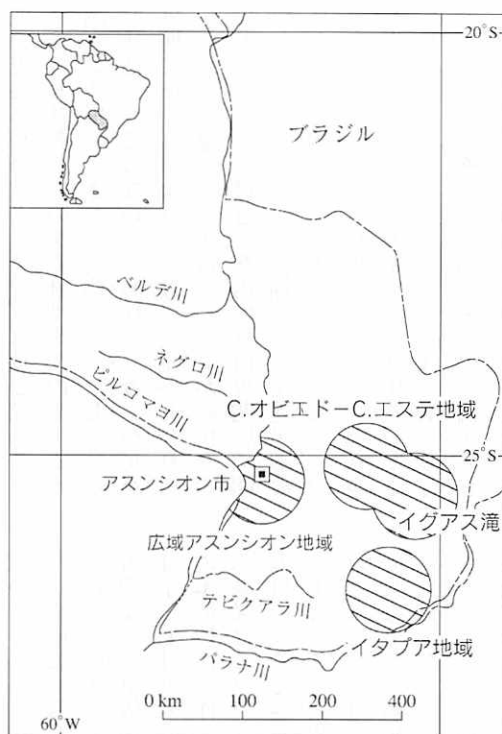 20°S
ブラジル
ベルデ川
ネグロ川
ピルコマヨ川
C.オビエドーC.エステ地域
25°S
アスンシオン市
イグアス滝
広域アスンシオン地域
テビクアラ川
イタプア地域
パラナ川
0 km 100 200 400
60°W